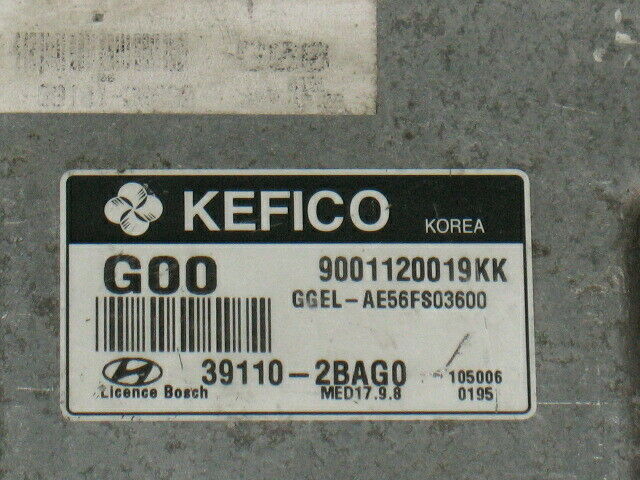 KEFICO KOREA
G00 9001120019KK
GGEL-AE56FS03600
39110-2BAG0 105006
Licence Bosch MED17.9.8 0195